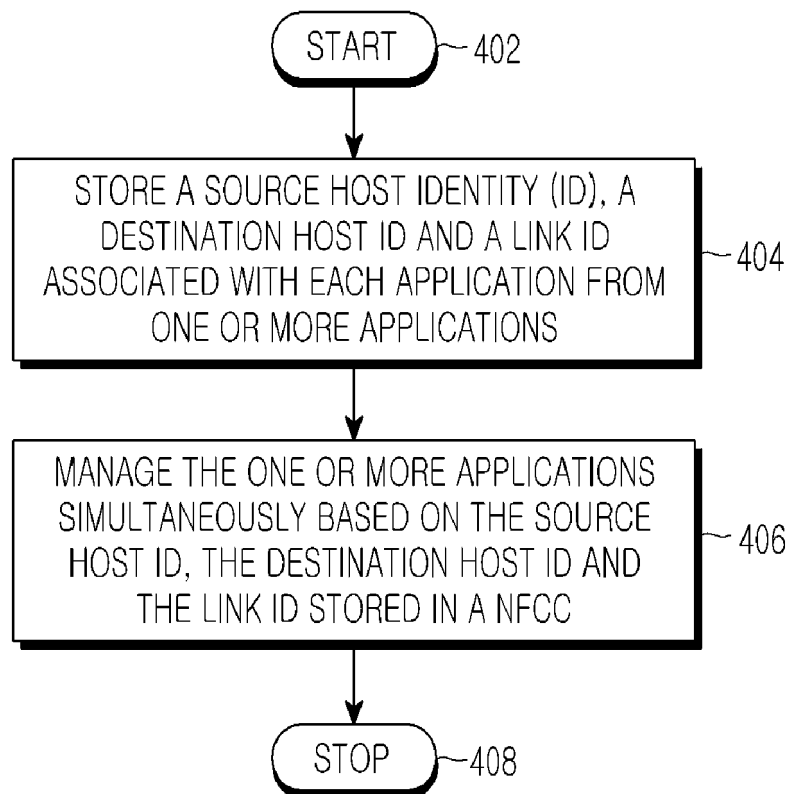 START
402
STORE A SOURCE HOST IDENTITY (ID), A
DESTINATION HOST ID AND A LINK ID
ASSOCIATED WITH EACH APPLICATION FROM
ONE OR MORE APPLICATIONS
404
MANAGE THE ONE OR MORE APPLICATIONS
SIMULTANEOUSLY BASED ON THE SOURCE
HOST ID, THE DESTINATION HOST ID AND
THE LINK ID STORED IN A NFCC
406
STOP
408